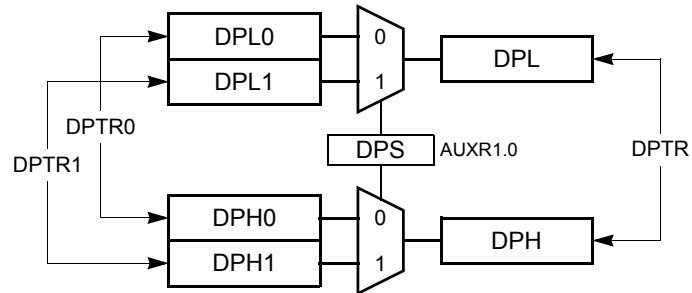 DPL0
0
DPL
DPL1
1
DPTR0
DPS
AUXR1.0
DPTR
DPTR1
DPH0
0
DPH
DPH1
1